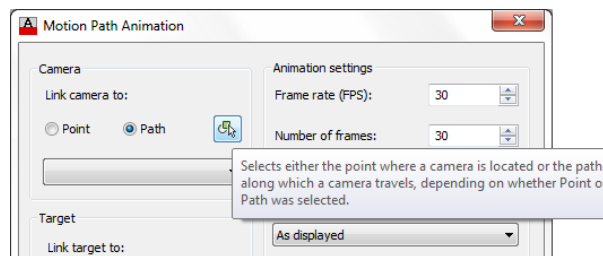 Motion Path Animation
Camera
Link camera to:
Point
Path
Animation settings
Frame rate (FPS):
30
Number of frames:
30
Selects either the point where a camera is located or the path
along which a camera travels, depending on whether Point o
Path was selected.
Target
Link target to:
As displayed